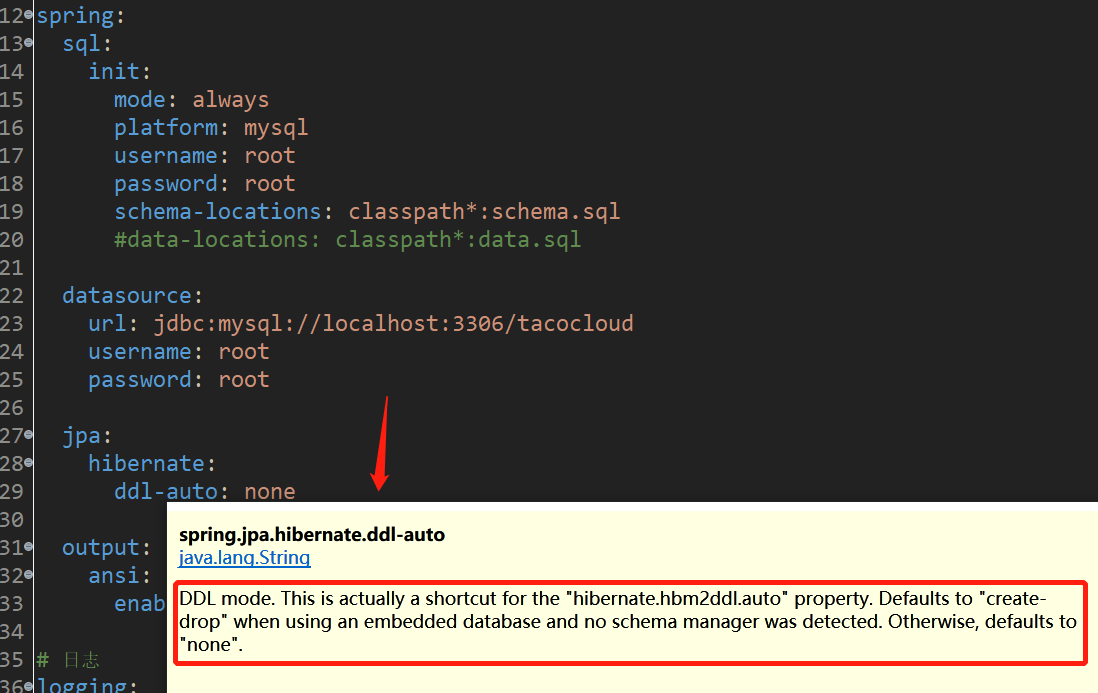 12 spring:
13 sql:
14 init:
15 mode: always
16 platform: mysql
17 username: root
18 password: root
19 schema-locations: classpath*:schema.sql
20 #data-locations: classpath*:data.sql
21
22 datasource:
23 url: jdbc:mysql://localhost:3306/tacocloud
24 username: root
25 password: root
26
27 jpa:
28 hibernate:
29 ddl-auto: none
30
31 output:
32 ansi:
33 enab
34
35 # 日志
36 logging:
spring.jpa.hibernate.ddl-auto
java.lang.String
DDL mode. This is actually a shortcut for the "hibernate.hbm2ddl.auto" property. Defaults to "create-
drop" when using an embedded database and no schema manager was detected. Otherwise, defaults to
"none".